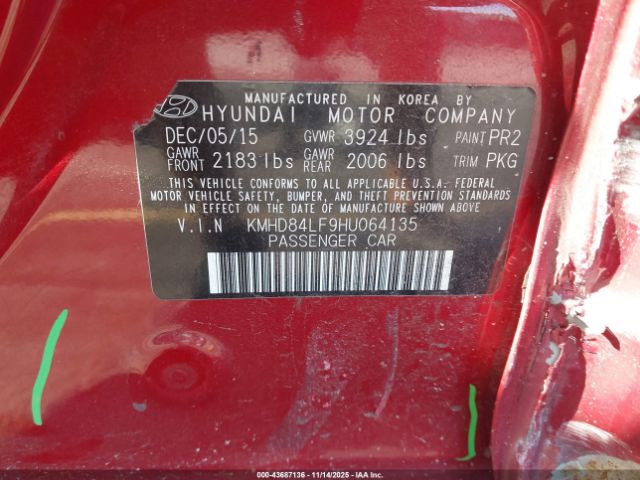 MANUFACTURED IN KOREA BY
HYUNDAI MOTOR COMPANY
DEC/05/15 GVWR 3924 lbs PAINT PR2
GAWR FRONT 2183 lbs GAWR REAR 2006 lbs TRIM PKG
THIS VEHICLE CONFORMS TO ALL APPLICABLE U.S.A. FEDERAL
MOTOR VEHICLE SAFETY, BUMPER, AND THEFT PREVENTION STANDARDS
IN EFFECT ON THE DATE OF MANUFACTURE SHOWN ABOVE.
V.I.N KMHD84LF9HU064135
PASSENGER CAR
© IAA 00-43687136 - 11/14/2025 - IAA, Inc.